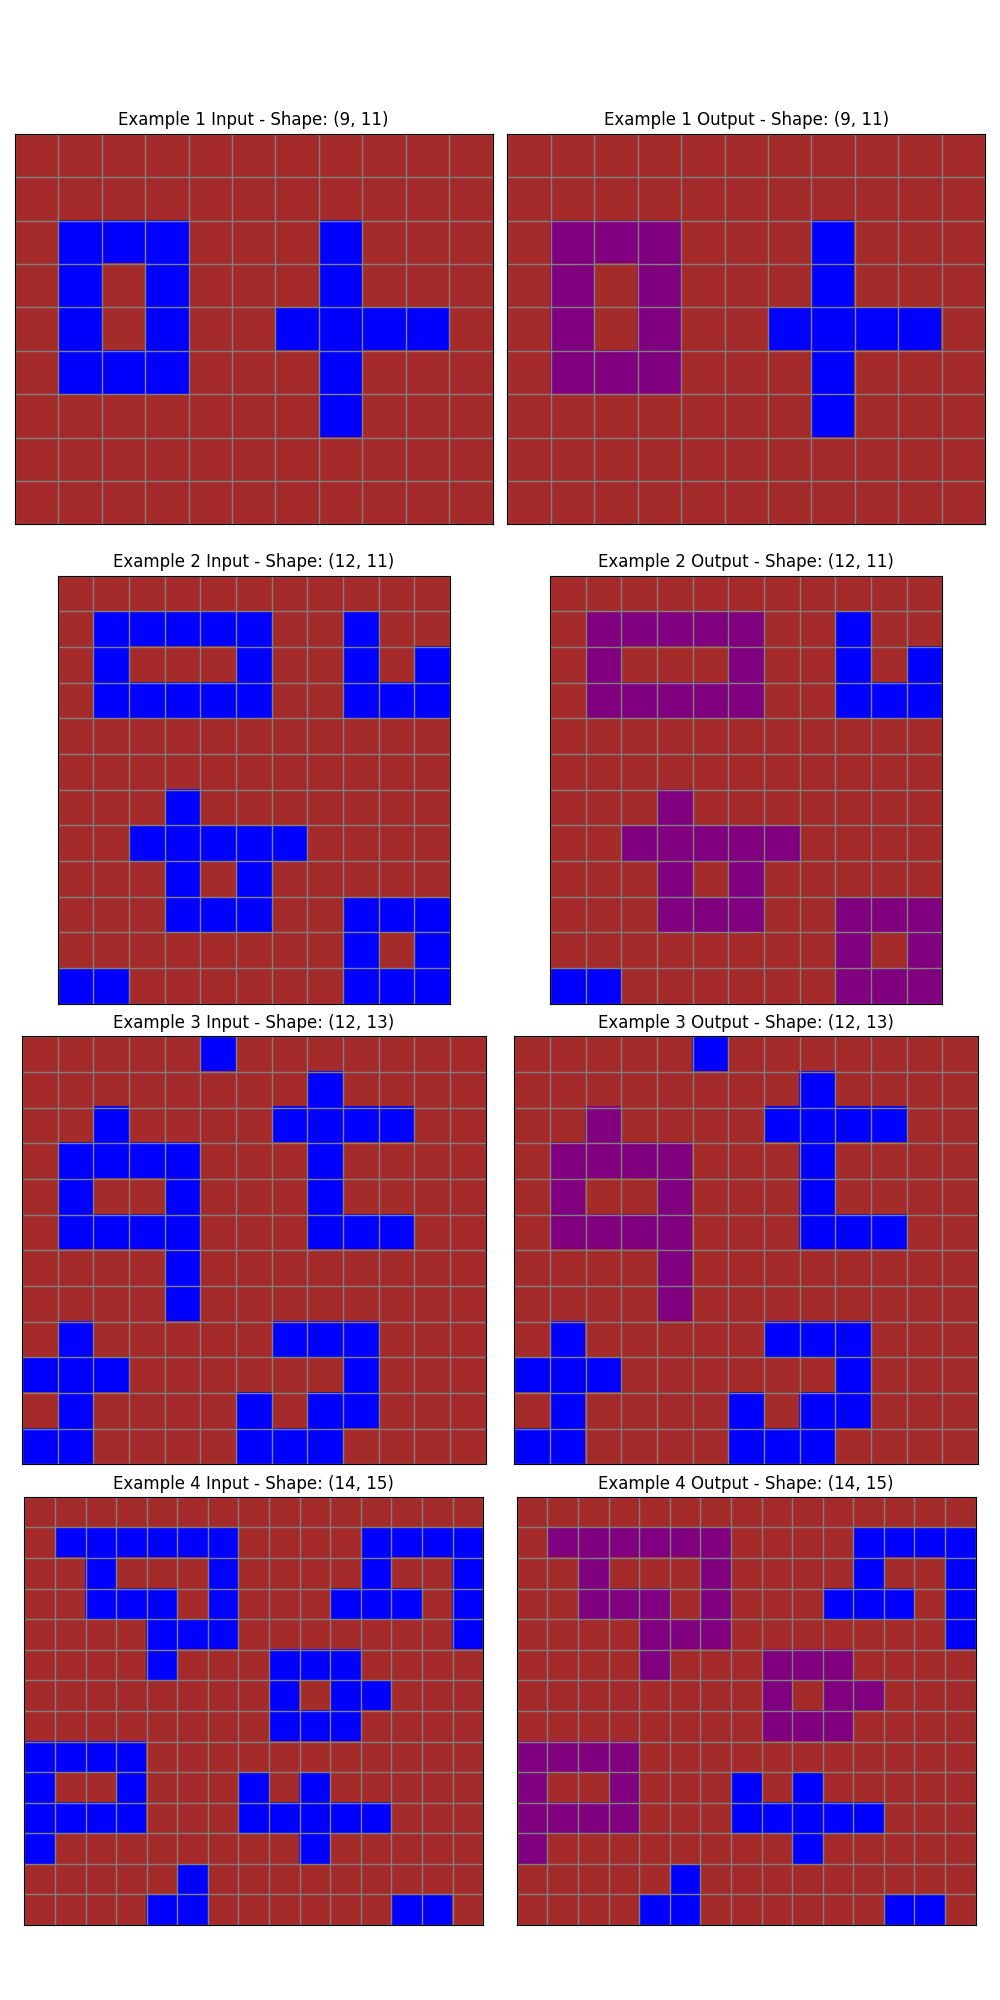 Example 1 Input - Shape: (9, 11)
Example 1 Output - Shape: (9, 11)
Example 2 Input - Shape: (12, 11)
Example 2 Output - Shape: (12, 11)
Example 3 Input - Shape: (12, 13)
Example 3 Output - Shape: (12, 13)
Example 4 Input - Shape: (14, 15)
Example 4 Output - Shape: (14, 15)